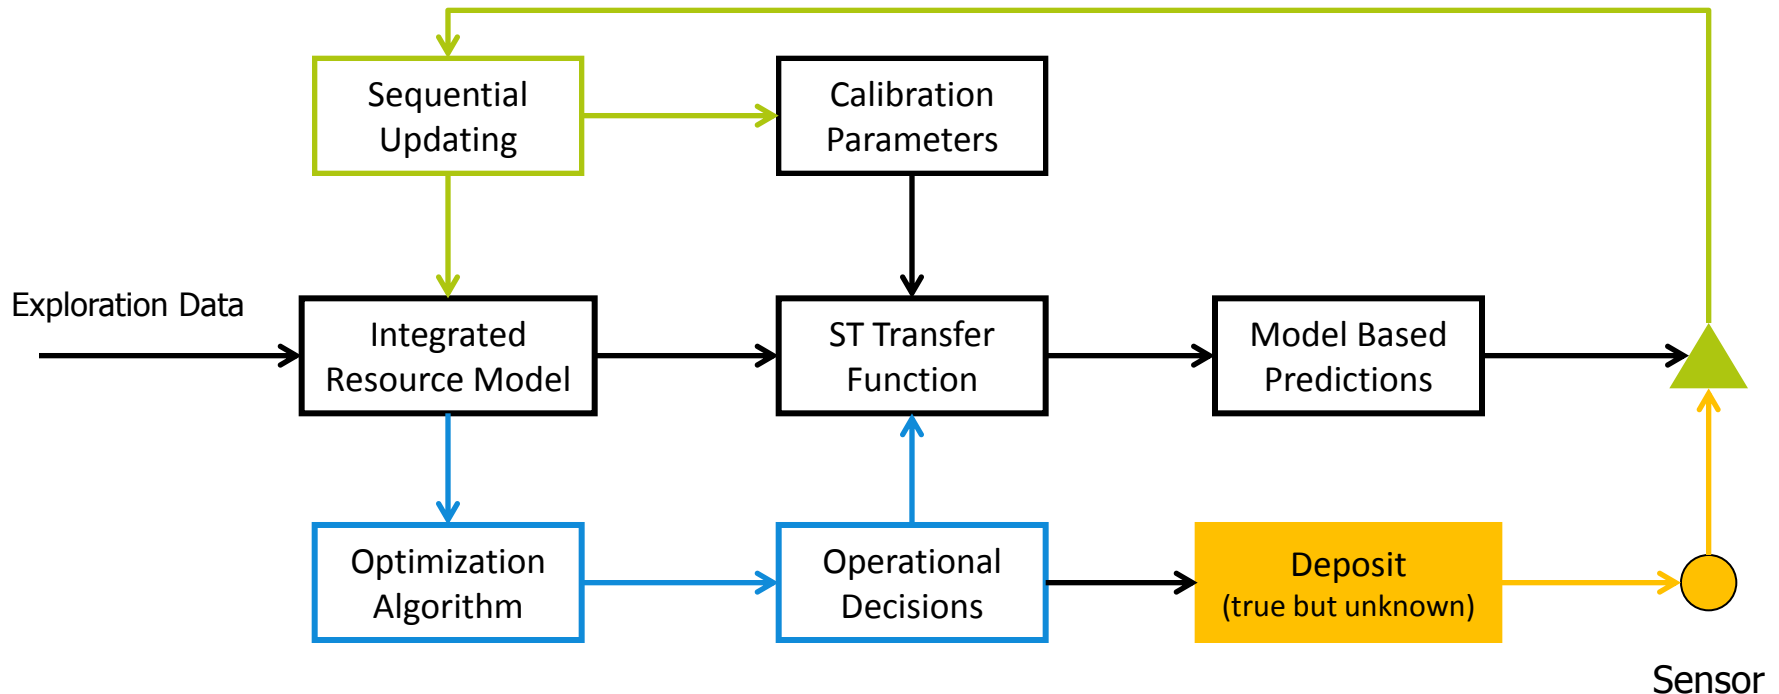 Sequential
Updating
Calibration
Parameters
Exploration Data
Integrated
Resource Model
ST Transfer
Function
Model Based
Predictions
Optimization
Algorithm
Operational
Decisions
Deposit
(true but unknown)
Sensor